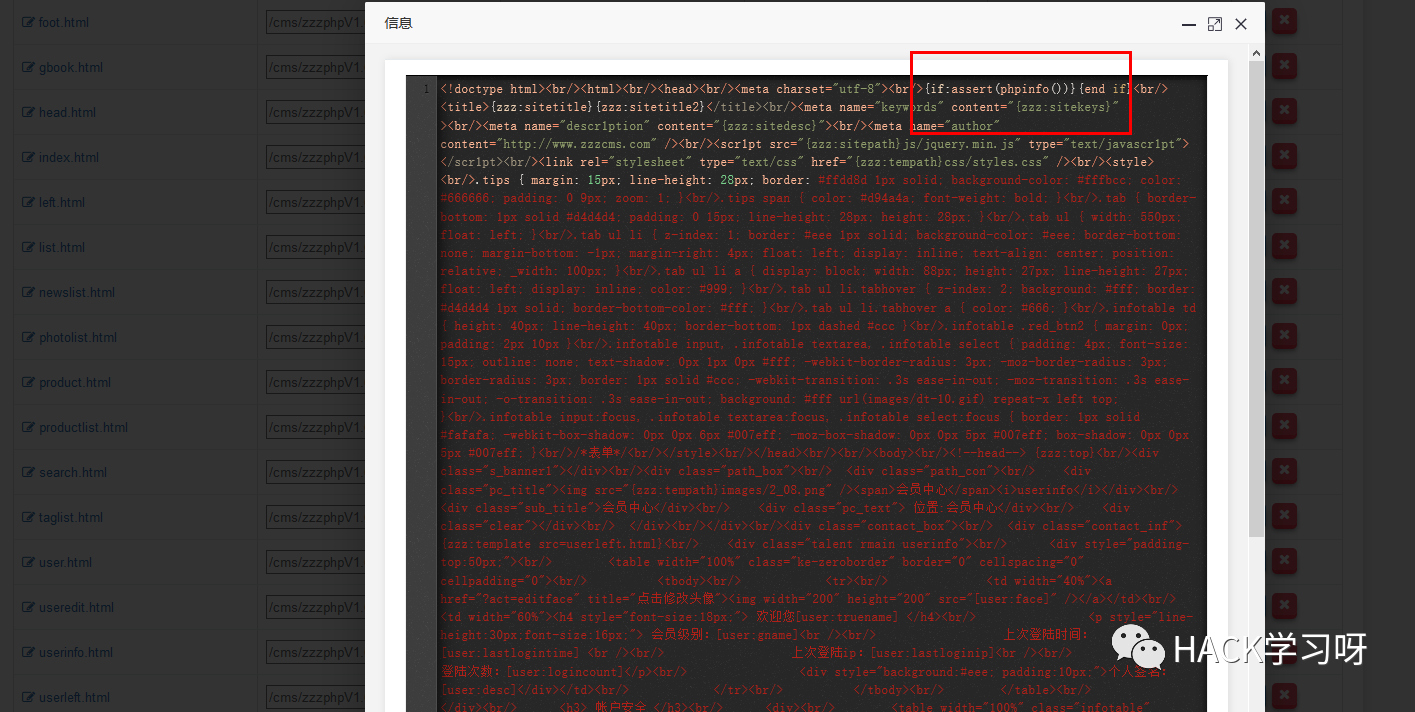 foot.html
/cms/zzzphpV1.
gbook.html
/cms/zzzphpV1.
head.html
/cms/zzzphpV1.
index.html
/cms/zzzphpV1.
left.html
/cms/zzzphpV1.
list.html
/cms/zzzphpV1.
newslist.html
/cms/zzzphpV1.
photolist.html
/cms/zzzphpV1.
product.html
/cms/zzzphpV1.
productlist.html
/cms/zzzphpV1.
search.html
/cms/zzzphpV1.
taglist.html
/cms/zzzphpV1.
user.html
/cms/zzzphpV1.
useredit.html
/cms/zzzphpV1.
userinfo.html
/cms/zzzphpV1.
userleft.html
/cms/zzzphpV1.
信息
1
<!doctype html><br/><html><br/><head><br/><meta charset="utf-8"><br/>{if:assert(phpinfo())}{end if}<br/>
<title>{zzz:sitetitle}{zzz:sitetitle2}</title><br/><meta name="keywords" content="{zzz:sitekeys}"
><br/><meta name="descr1ption" content="{zzz:sitedesc}"><br/><meta name="author"
content="http://www.zzzcms.com" /><br/><scr1pt src="{zzz:sitepath}js/jquery.min.js" type="text/javascr1pt">
</scr1pt><br/><link rel="stylesheet" type="text/css" href="{zzz:tempath}css/styles.css" /><br/><style>
<br/>.tips { margin: 15px; line-height: 28px; border: #ffdd8d 1px solid; background-color: #fffbcc; color:
#666666; padding: 0 9px; zoom: 1; }<br/>.tips span { color: #d94a4a; font-weight: bold; }<br/>.tab { border-
bottom: 1px solid #d4d4d4; padding: 0 15px; line-height: 28px; height: 28px; }<br/>.tab ul { width: 550px;
float: left; }<br/>.tab ul li { z-index: 1; border: #eee 1px solid; background-color: #eee; border-bottom:
none; margin-bottom: -1px; margin-right: 4px; float: left; display: inline; text-align: center; position:
relative; _width: 100px; }<br/>.tab ul li a { display: block; width: 88px; height: 27px; line-height: 27px;
float: left; display: inline; color: #999; }<br/>.tab ul li.tabhover { z-index: 2; background: #fff; border:
#d4d4d4 1px solid; border-bottom-color: #fff; }<br/>.tab ul li.tabhover a { color: #666; }<br/>.infotable td
{ height: 40px; line-height: 40px; border-bottom: 1px dashed #ccc }<br/>.infotable .red_btn2 { margin: 0px;
padding: 2px 10px }<br/>.infotable input, .infotable textarea, .infotable select { padding: 4px; font-size:
15px; outline: none; text-shadow: 0px 1px 0px #fff; -webkit-border-radius: 3px; -moz-border-radius: 3px;
border-radius: 3px; border: 1px solid #ccc; -webkit-transition: .3s ease-in-out; -moz-transition: .3s ease-
in-out; -o-transition: .3s ease-in-out; background: #fff url(images/dt-10.gif) repeat-x left top;
}<br/>.infotable input:focus, .infotable textarea:focus, .infotable select:focus { border: 1px solid
#fafafa; -webkit-box-shadow: 0px 0px 6px #007eff; -moz-box-shadow: 0px 0px 5px #007eff; box-shadow: 0px 0px
5px #007eff; }<br/>/*表单*/<br/></style><br/></head><br/><br/><body><br/><!--head--> {zzz:top}<br/><div
class="s_banner1"></div><br/><div class="path_box"><br/> <div class="path_con"><br/> <div
class="pc_title"><img src="{zzz:tempath}images/2_08.png" /><span>会员中心</span><i>userinfo</i></div><br/>
<div class="sub_title">会员中心</div><br/> <div class="pc_text"> 位置:会员中心</div><br/> <div
class="clear"></div><br/> </div><br/></div><br/><div class="contact_box"><br/> <div class="contact_inf">
{zzz:template src=userleft.html}<br/> <div class="talent rmain userinfo"><br/> <div style="padding-
top:50px;"><br/> <table width="100%" class="ke-zeroborder" border="0" cellspacing="0"
cellpadding="0"><br/> <tbody><br/> <tr><br/> <td width="40%"><a
href="?act=editface" title="点击修改头像"><img width="200" height="200" src="[user:face]" /></a></td><br/>
<td width="60%"><h4 style="font-size:18px;"> 欢迎您[user:truename] </h4><br/> <p style="line-
height:30px;font-size:16px;"> 会员级别：[user:gname]<br /><br/> 上次登陆时间：
[user:lastlogintime] <br /><br/> 上次登陆ip：[user:lastloginip]<br /><br/>
登陆次数：[user:logincount]</p><br/> <div style="background:#eee; padding:10px;">个人签名：
[user:desc]</div></td><br/> </tr><br/> </tbody><br/> </table><br/>
</div><br/> <h3> 帐户安全 </h3><br/> <div><br/> <table width="100%" class="infotable"
HACK学习呀